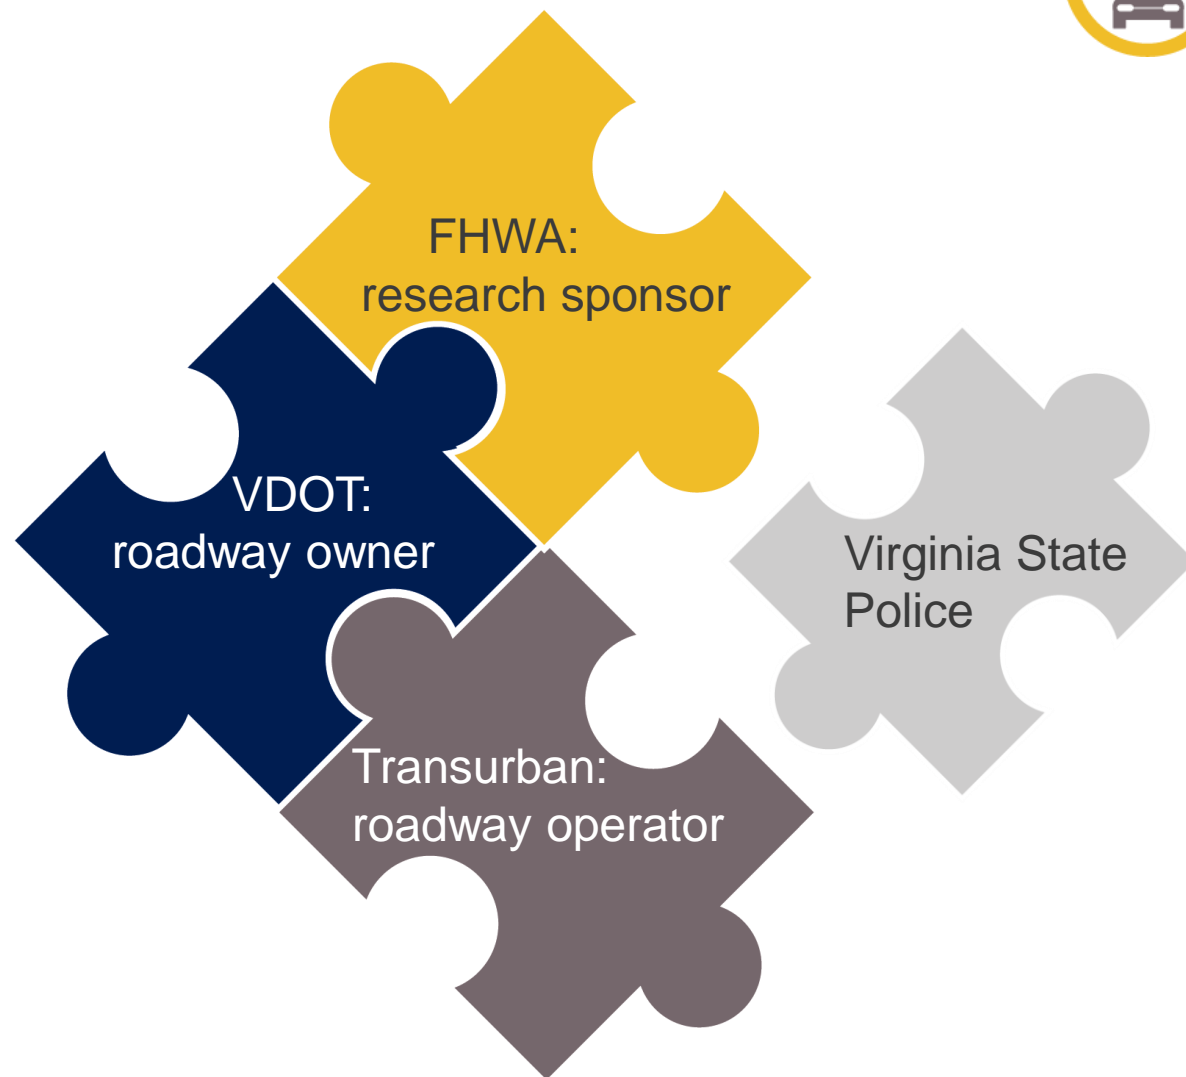 FHWA:
research sponsor
VDOT:
roadway owner
Virginia State
Police
Transurban:
roadway operator